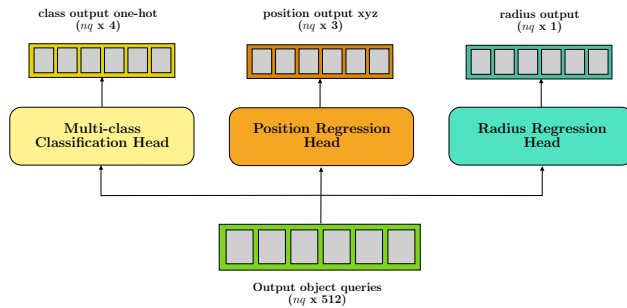 class output one-hot
(nq x 4)
position output xyz
(nq x 3)
radius output
(nq x 1)
Multi-class
Classification Head
Position Regression
Head
Radius Regression
Head
Output object queries
(nq x 512)